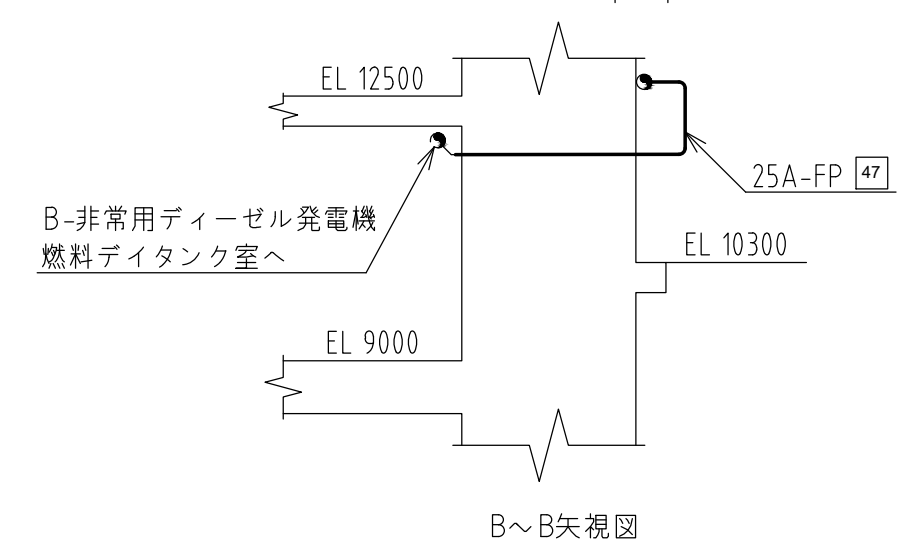 EL 12500
25A-FP 47
B-非常用ディーゼル発電機
燃料デイタンク室へ
EL 10300
EL 9000
B～B矢視図